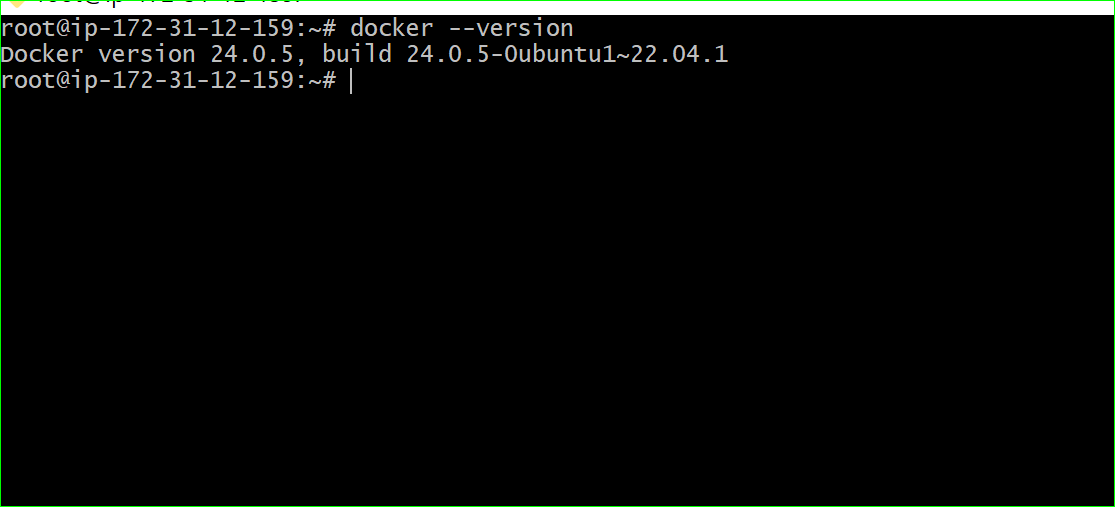 root@ip-172-31-12-159:~# docker --version
Docker version 24.0.5, build 24.0.5-0ubuntu1~22.04.1
root@ip-172-31-12-159:~#